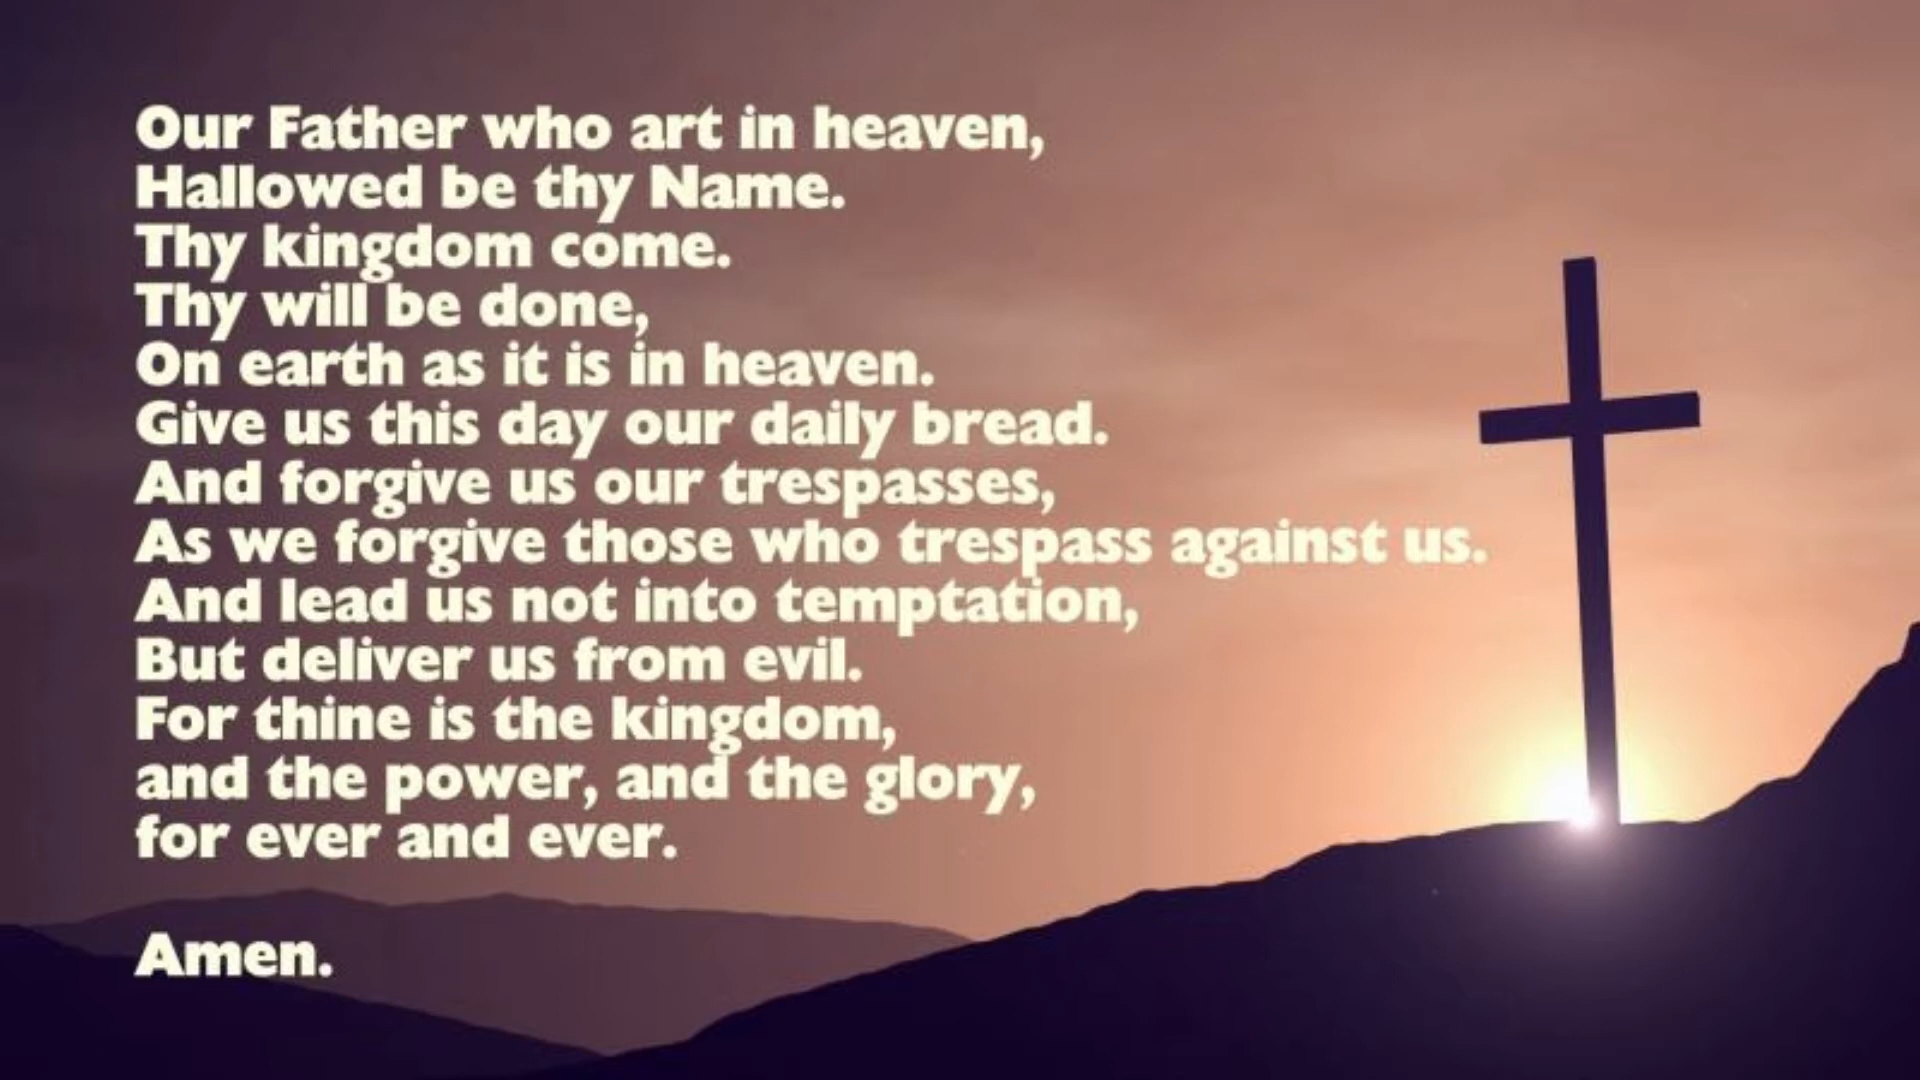 Our Father who art in heaven,
Hallowed be thy Name.
Thy kingdom come.
Thy will be done,
On earth as it is in heaven.
Give us this day our daily bread.
And forgive us our trespasses,
As we forgive those who trespass against us.
And lead us not into temptation,
But deliver us from evil.
For thine is the kingdom,
and the power, and the glory,
for ever and ever.
Amen.